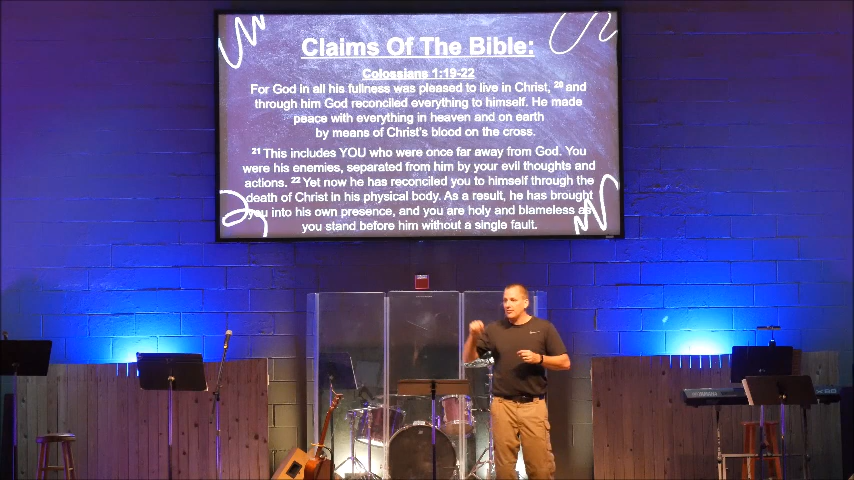 Claims Of The Bible:
Colossians 1:19-22
For God in all his fullness was pleased to live in Christ, 20 and
through him God reconciled everything to himself. He made
peace with everything in heaven and on earth
by means of Christ's blood on the cross.
21 This includes YOU who were once far away from God. You
were his enemies, separated from him by your evil thoughts and
actions. 22 Yet now he has reconciled you to himself through the
death of Christ in his physical body. As a result, he has brought
you into his own presence, and you are holy and blameless as
you stand before him without a single fault.
YAMAHA